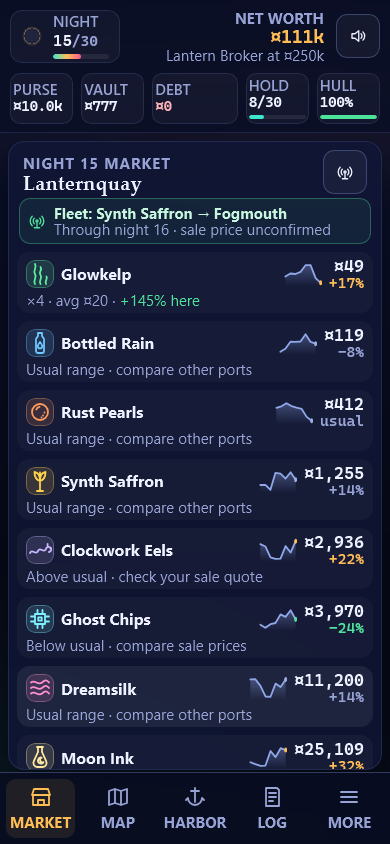 NIGHT
15/30
NET WORTH
¤111k
Lantern Broker at ¤250k
PURSE
¤10.0k
VAULT
¤777
DEBT
¤0
HOLD
8/30
HULL
100%
NIGHT 15 MARKET
Lanternquay
Fleet: Synth Saffron → Fogmouth
Through night 16 · sale price unconfirmed
Glowkelp
¤49
+17%
×4 · avg ¤20 · +145% here
Bottled Rain
¤119
−8%
Usual range · compare other ports
Rust Pearls
¤412
usual
Usual range · compare other ports
Synth Saffron
¤1,255
+14%
Usual range · compare other ports
Clockwork Eels
¤2,936
+22%
Above usual · check your sale quote
Ghost Chips
¤3,970
−24%
Below usual · compare sale prices
Dreamsilk
¤11,200
+14%
Usual range · compare other ports
Moon Ink
¤25,109
+32%
MARKET
MAP
HARBOR
LOG
MORE